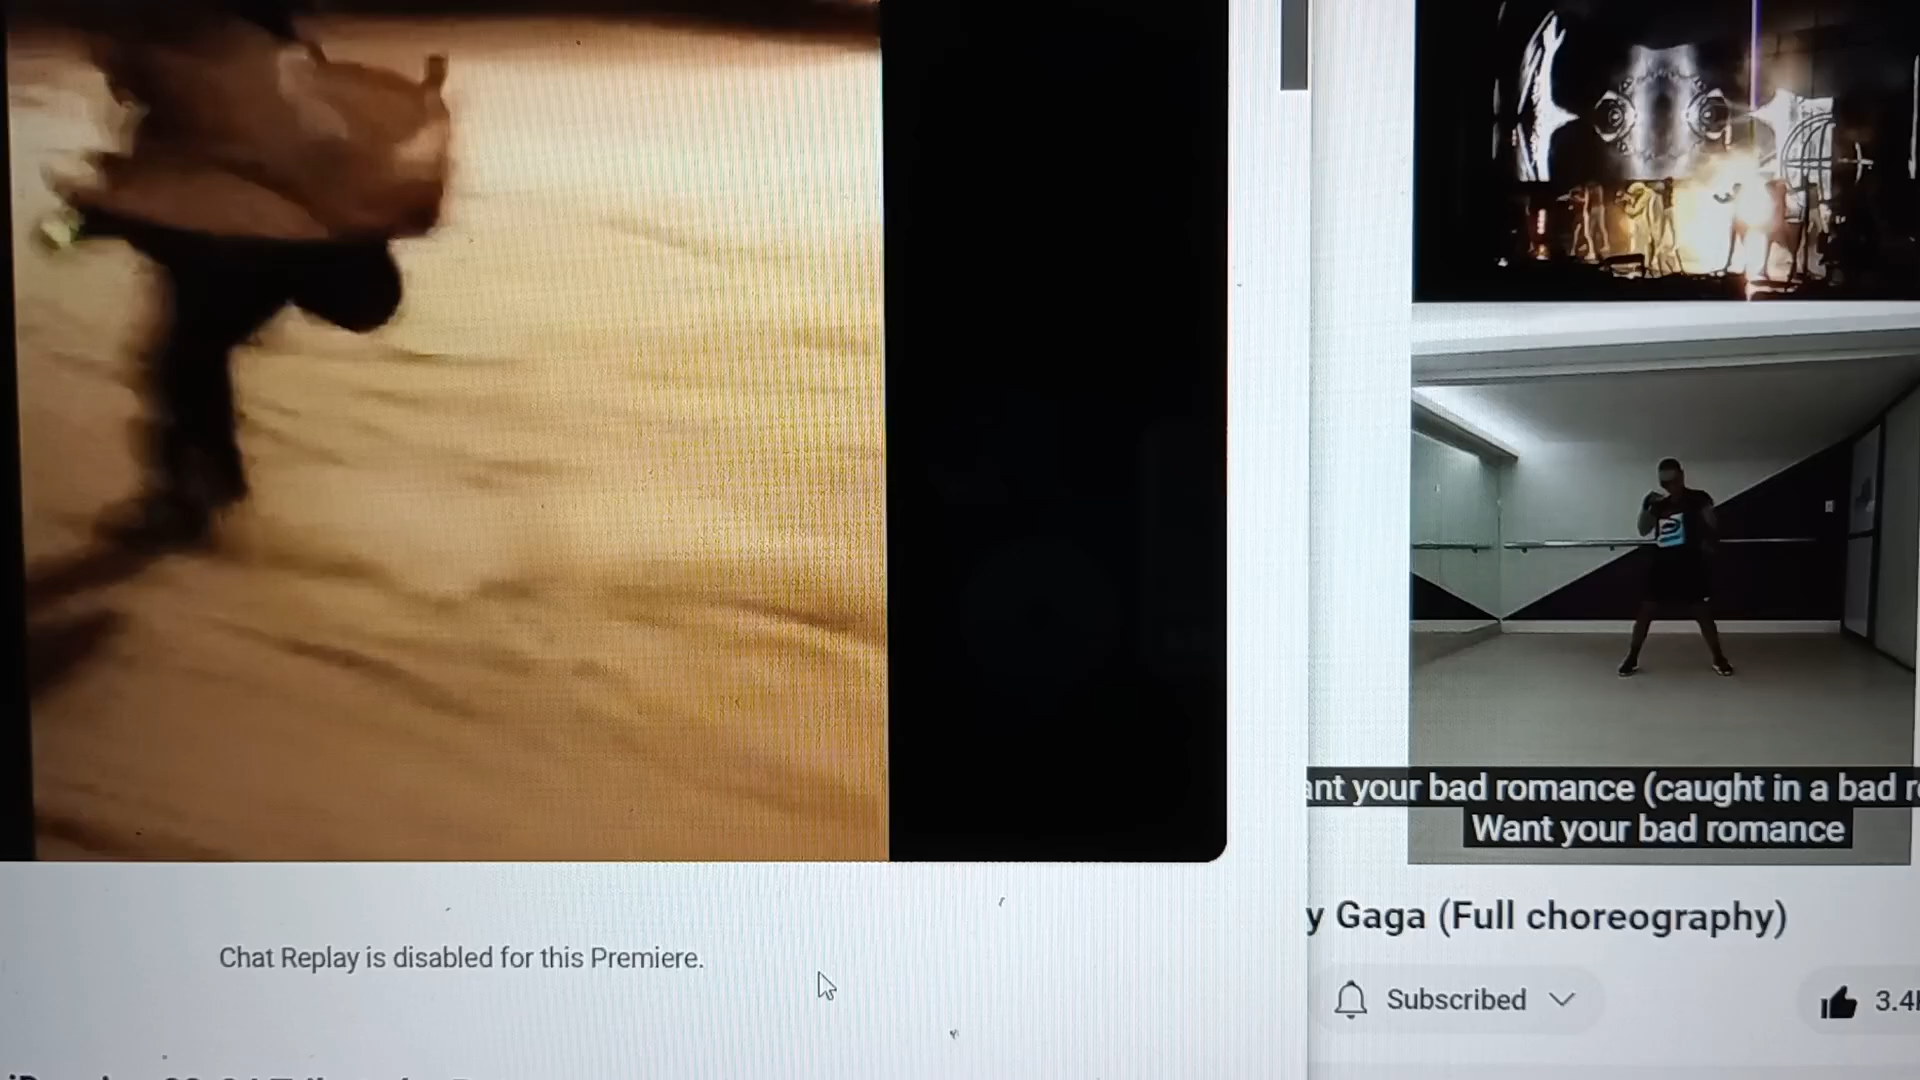 ant your bad romance (caught in a bad r
Want your bad romance
y Gaga (Full choreography)
Chat Replay is disabled for this Premiere.
Subscribed
3.4